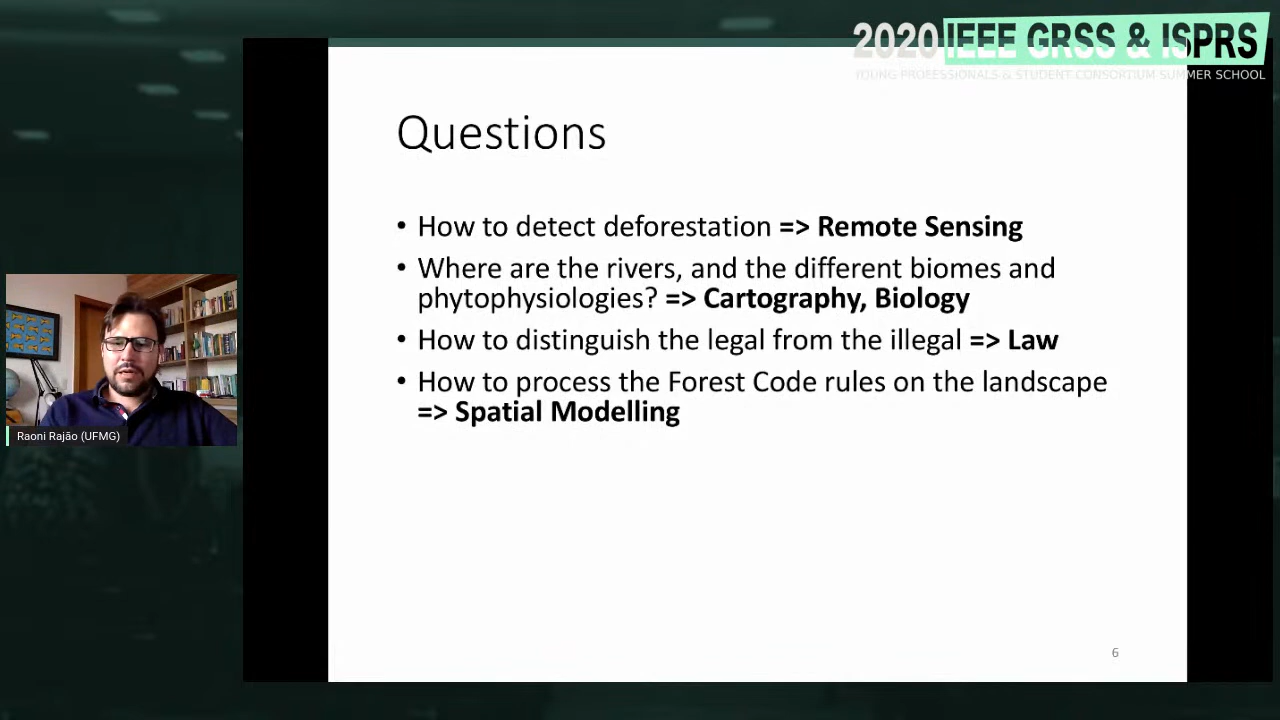 2020 IEEE GRSS & ISPRS
YOUNG PROFESSIONALS & STUDENT CONSORTIUM SUMMER SCHOOL
Questions
• How to detect deforestation => Remote Sensing
• Where are the rivers, and the different biomes and
phytophysiologies? => Cartography, Biology
• How to distinguish the legal from the illegal => Law
• How to process the Forest Code rules on the landscape
=> Spatial Modelling
Raoni Rajão (UFMG)
6